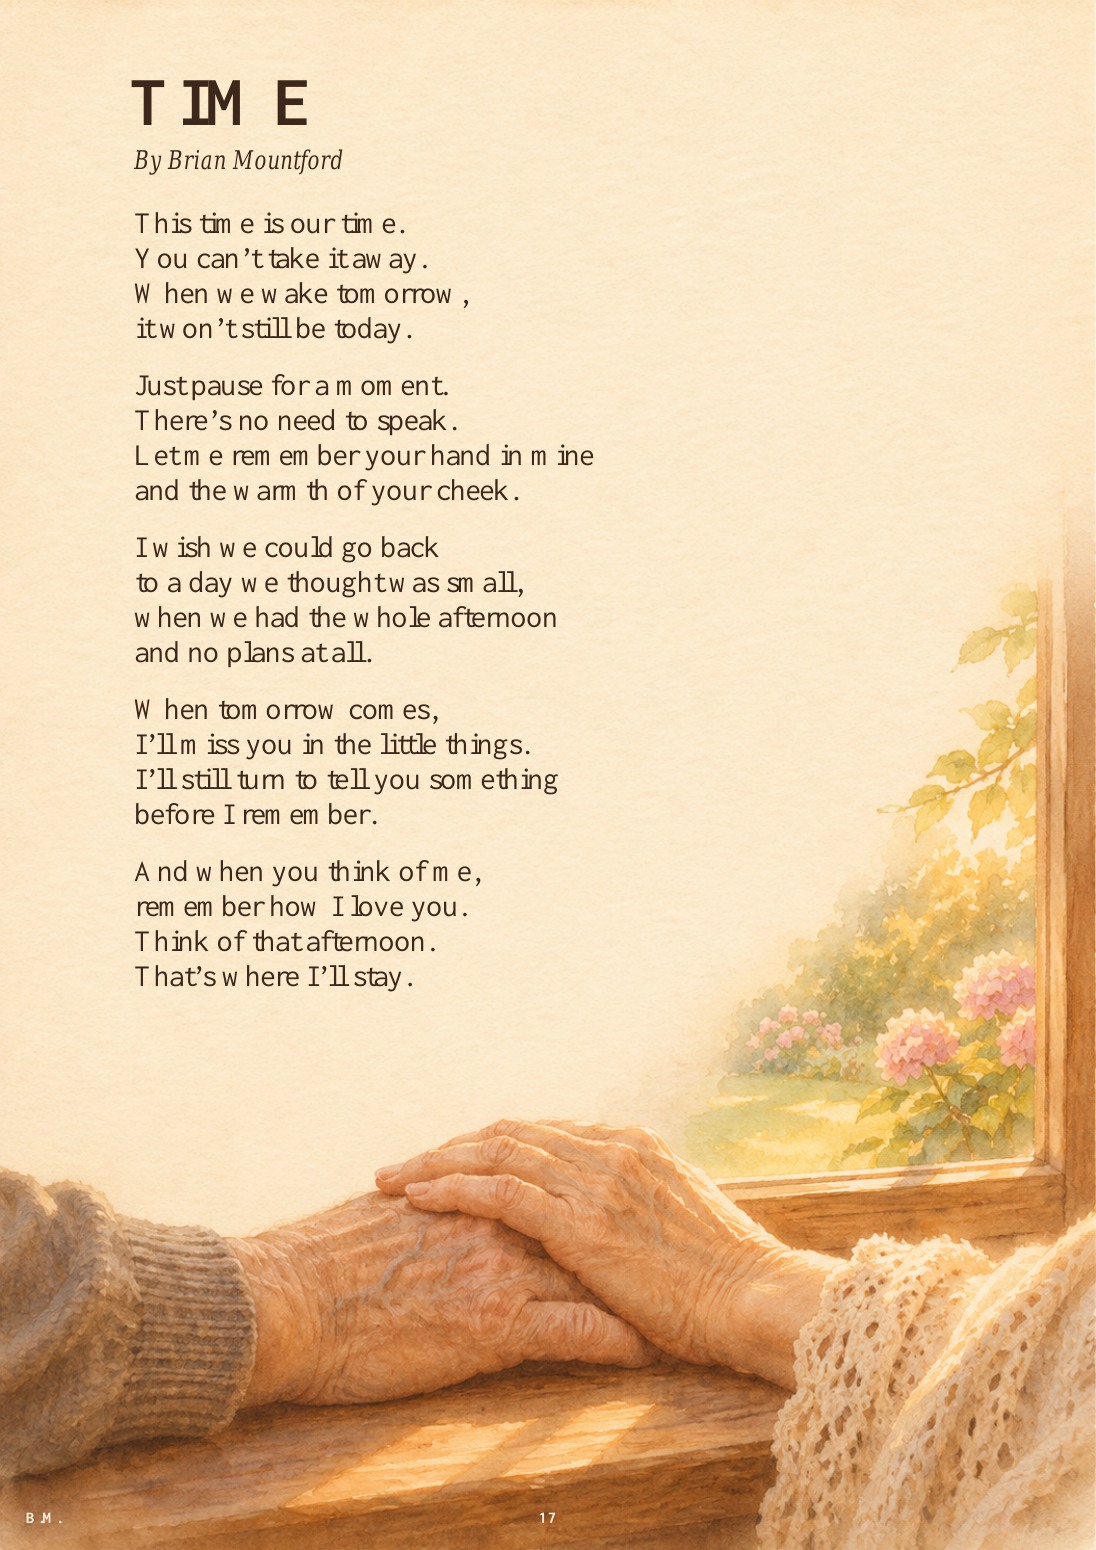 TIME
By Brian Mountford
This time is our time.
You can’t take it away.
When we wake tomorrow,
it won’t still be today.
Just pause for a moment.
There’s no need to speak.
Let me remember your hand in mine
and the warmth of your cheek.
I wish we could go back
to a day we thought was small,
when we had the whole afternoon
and no plans at all.
When tomorrow comes,
I’ll miss you in the little things.
I’ll still turn to tell you something
before I remember.
And when you think of me,
remember how I love you.
Think of that afternoon.
That’s where I’ll stay.
B.M.
17